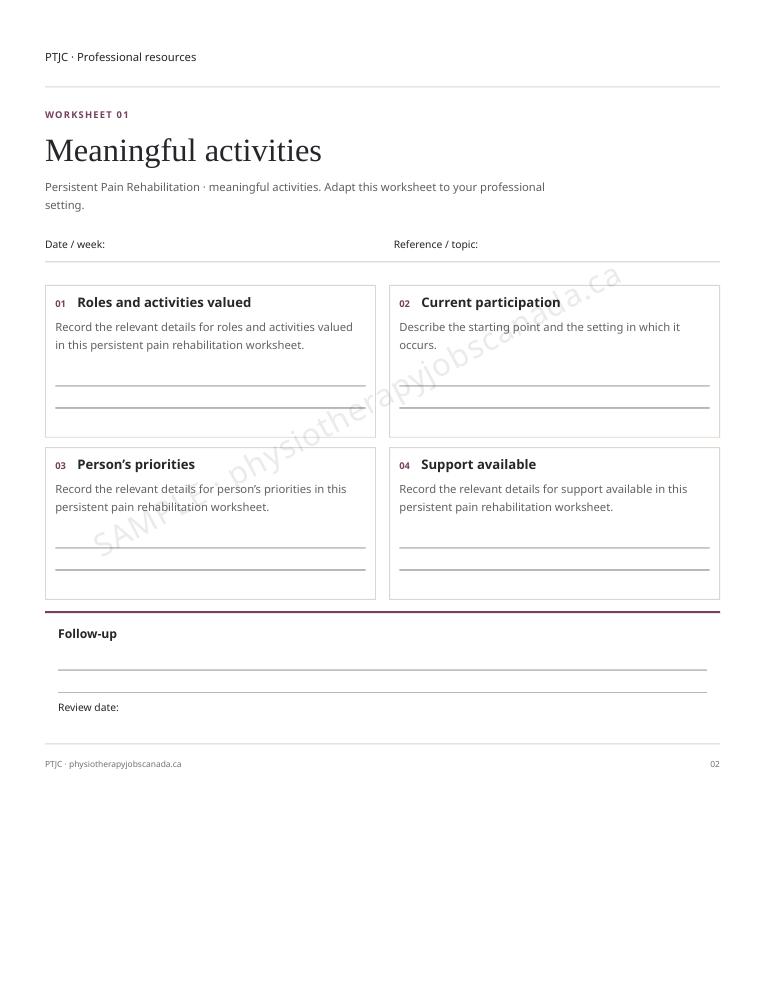 PTJC · Professional resources
WORKSHEET 01
Meaningful activities
Persistent Pain Rehabilitation · meaningful activities. Adapt this worksheet to your professional
setting.
Date / week:
Reference / topic:
01 Roles and activities valued
Record the relevant details for roles and activities valued
in this persistent pain rehabilitation worksheet.
02 Current participation
Describe the starting point and the setting in which it
occurs.
03 Person’s priorities
Record the relevant details for person’s priorities in this
persistent pain rehabilitation worksheet.
04 Support available
Record the relevant details for support available in this
persistent pain rehabilitation worksheet.
SAMPLE · physiotherapyjobscanada.ca
Follow-up
Review date:
PTJC · physiotherapyjobscanada.ca
02